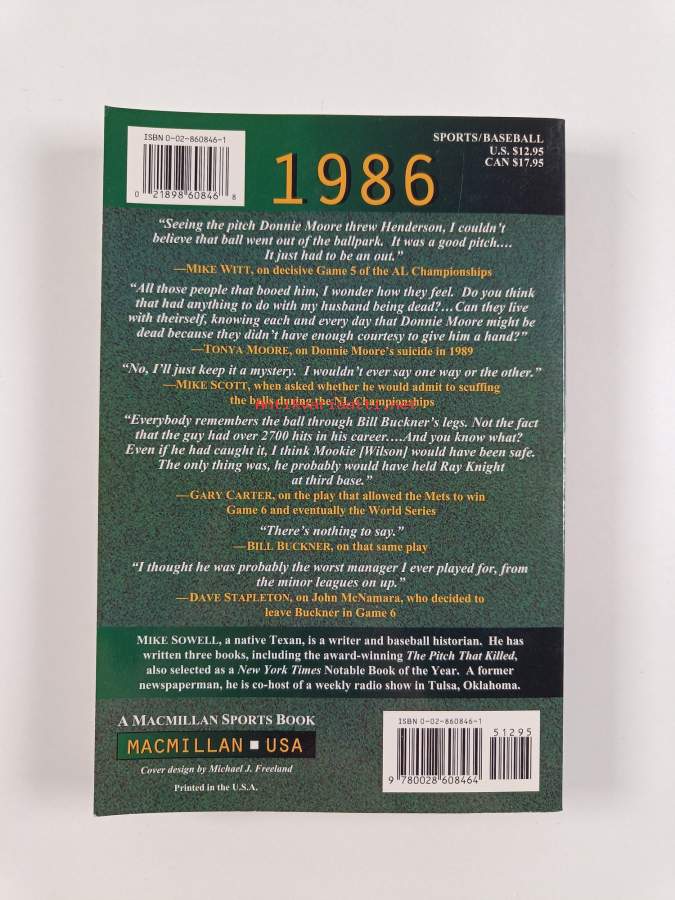 ISBN 0-02-860846-1
0 21898 60846 8
SPORTS/BASEBALL
U.S. $12.95
CAN $17.95
1986
“Seeing the pitch Donnie Moore threw Henderson, I couldn't
believe that ball went out of the ballpark. It was a good pitch....
It just had to be an out.”
—MIKE WITT, on decisive Game 5 of the AL Championships
“All those people that booed him, I wonder how they feel. Do you think
that had anything to do with my husband being dead?...Can they live
with theirself, knowing each and every day that Donnie Moore might be
dead because they didn't have enough courtesy to give him a hand?”
—TONYA MOORE, on Donnie Moore's suicide in 1989
“No, I'll just keep it a mystery. I wouldn't ever say one way or the other.”
—MIKE SCOTT, when asked whether he would admit to scuffing
the balls during the NL Championships
“Everybody remembers the ball through Bill Buckner's legs. Not the fact
that the guy had over 2700 hits in his career....And you know what?
Even if he had caught it, I think Mookie [Wilson] would have been safe.
The only thing was, he probably would have held Ray Knight
at third base.”
—GARY CARTER, on the play that allowed the Mets to win
Game 6 and eventually the World Series
“There's nothing to say.”
—BILL BUCKNER, on that same play
“I thought he was probably the worst manager I ever played for, from
the minor leagues on up.”
—DAVE STAPLETON, on John McNamara, who decided to
leave Buckner in Game 6
MIKE SOWELL, a native Texan, is a writer and baseball historian. He has
written three books, including the award-winning The Pitch That Killed,
also selected as a New York Times Notable Book of the Year. A former
newspaperman, he is co-host of a weekly radio show in Tulsa, Oklahoma.
A MACMILLAN SPORTS BOOK
MACMILLAN ■ USA
Cover design by Michael J. Freeland
Printed in the U.S.A.
ISBN 0-02-860846-1
51295
9 780028 608464